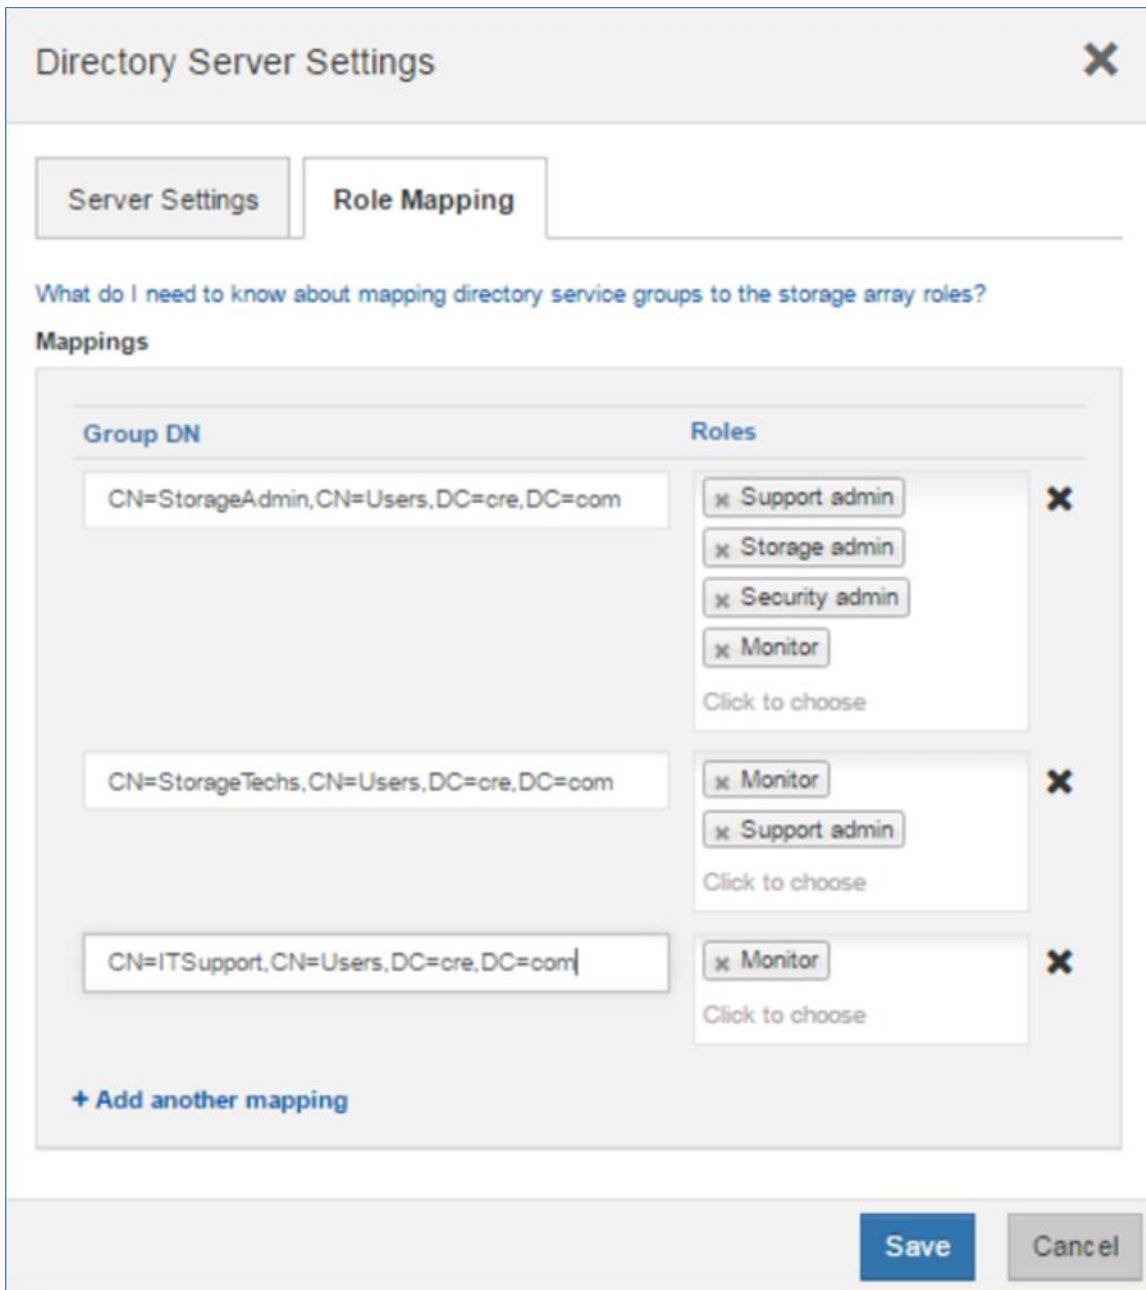 Directory Server Settings
Server Settings
Role Mapping
What do I need to know about mapping directory service groups to the storage array roles?
Mappings
Group DN
Roles
CN=StorageAdmin,CN=Users,DC=cre,DC=com
Support admin
Storage admin
Security admin
Monitor
Click to choose
CN=StorageTechs,CN=Users,DC=cre,DC=com
Monitor
Support admin
Click to choose
CN=ITSupport,CN=Users,DC=cre,DC=com
Monitor
Click to choose
+ Add another mapping
Save
Cancel